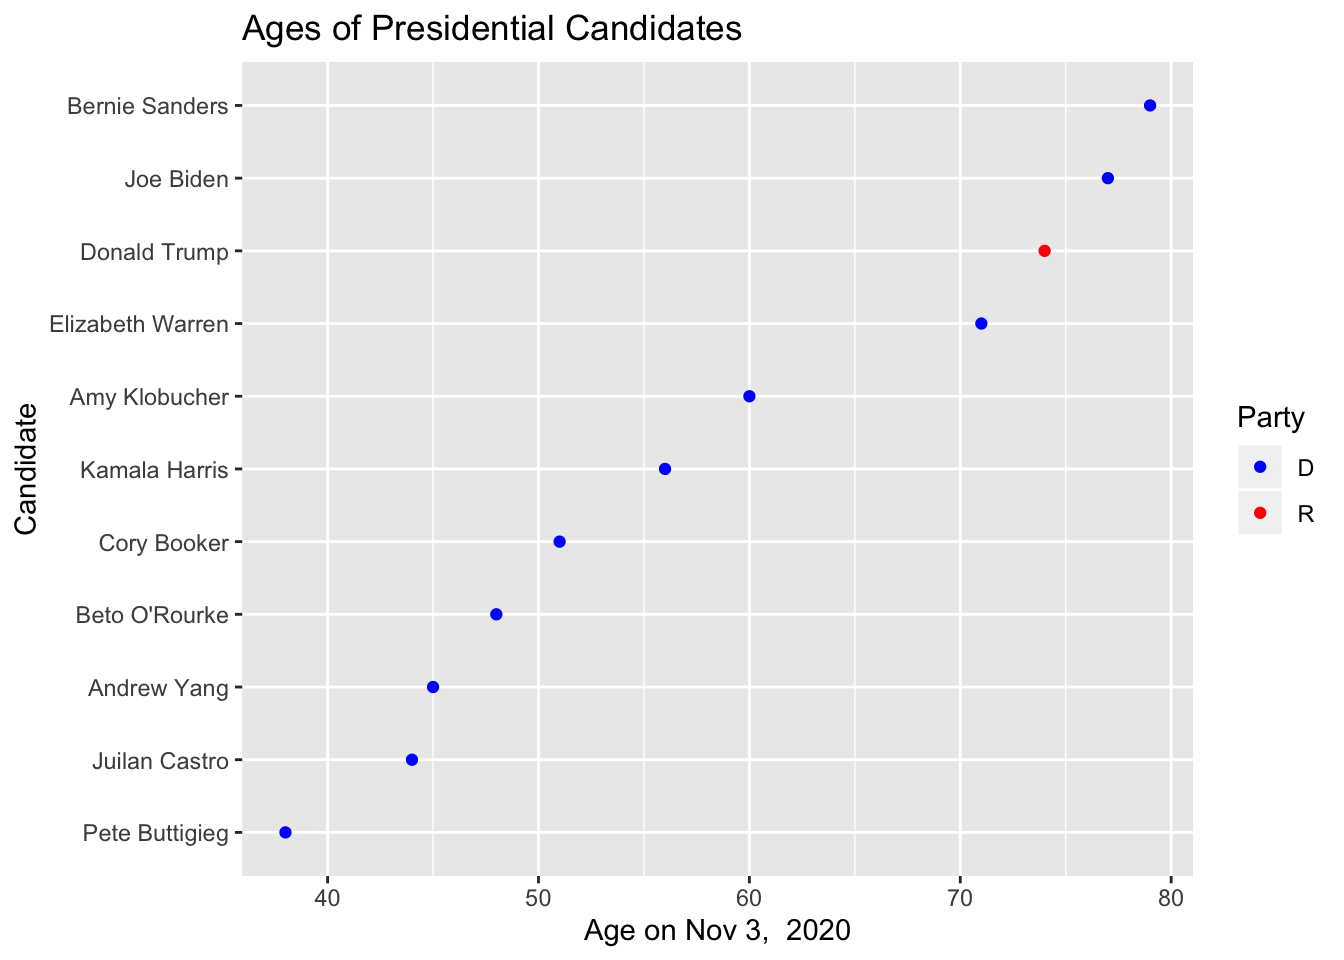 Ages of Presidential Candidates
Bernie Sanders
Joe Biden
Donald Trump
Elizabeth Warren
Amy Klobucher
Kamala Harris
Cory Booker
Beto O'Rourke
Andrew Yang
Juilan Castro
Pete Buttigieg
Candidate
40 50 60 70 80
Age on Nov 3,  2020
Party
D
R